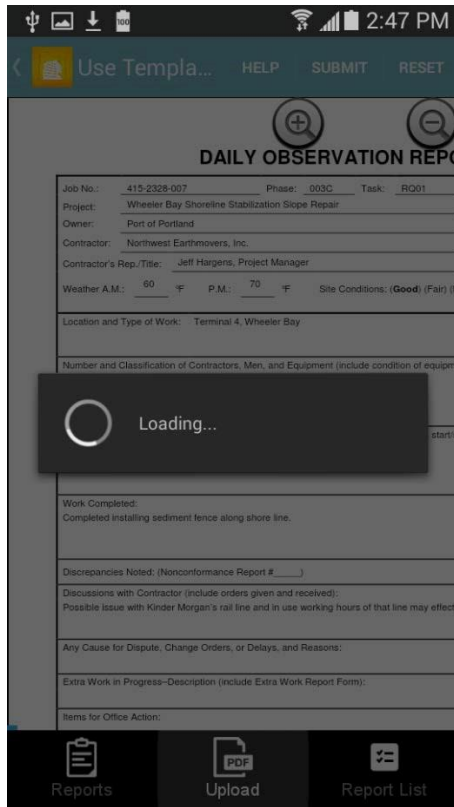 100
2:47 PM
Use Templa... HELP SUBMIT RESET
DAILY OBSERVATION REPO
Job No.: 415-2328-007 Phase: 003C Task: RQ01
Project: Wheeler Bay Shoreline Stabilization Slope Repair
Owner: Port of Portland
Contractor: Northwest Earthmovers, Inc.
Contractor's Rep./Title: Jeff Hargens, Project Manager
Weather A.M.: 60 °F P.M.: 70 °F Site Conditions: (Good) (Fair)
Location and Type of Work: Terminal 4, Wheeler Bay
Number and Classification of Contractors, Men, and Equipment (include condition of equipm
Loading...
start/
Work Completed:
Completed installing sediment fence along shore line.
Discrepancies Noted: (Nonconformance Report #_____)
Discussions with Contractor (include orders given and received):
Possible issue with Kinder Morgan's rail line and in use working hours of that line may effect
Any Cause for Dispute, Change Orders, or Delays, and Reasons:
Extra Work in Progress–Description (include Extra Work Report Form):
Items for Office Action:
PDF
Reports Upload Report List